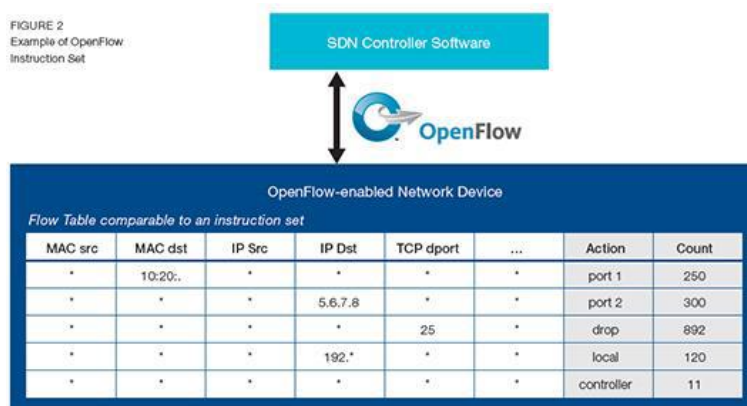 FIGURE 2
Example of OpenFlow
Instruction Set
SDN Controller Software
OpenFlow
OpenFlow-enabled Network Device
Flow Table comparable to an instruction set
MAC src MAC dst IP Src IP Dst TCP dport ... Action Count
* 10:20:. * * * * port 1 250
* * * 5.6.7.8 * * port 2 300
* * * * 25 * drop 892
* * * 192.* * * local 120
* * * * * * controller 11